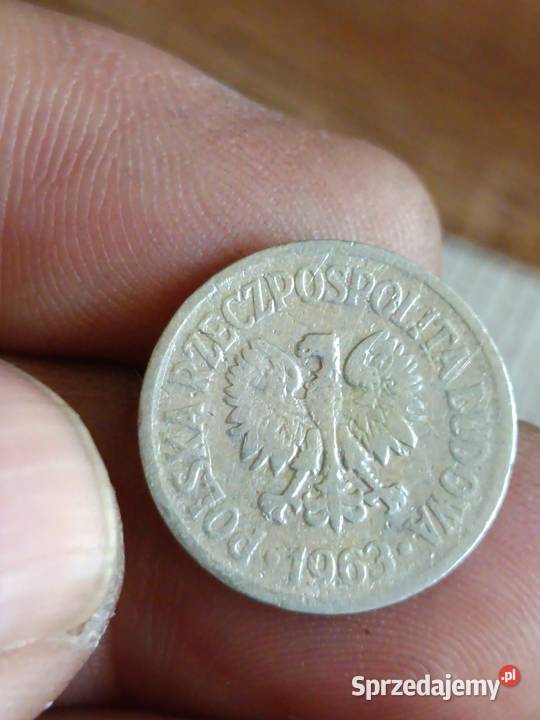 POLSKA RZECZPOSPOLITA LUDOWA
1963
Sprzedajemy.pl